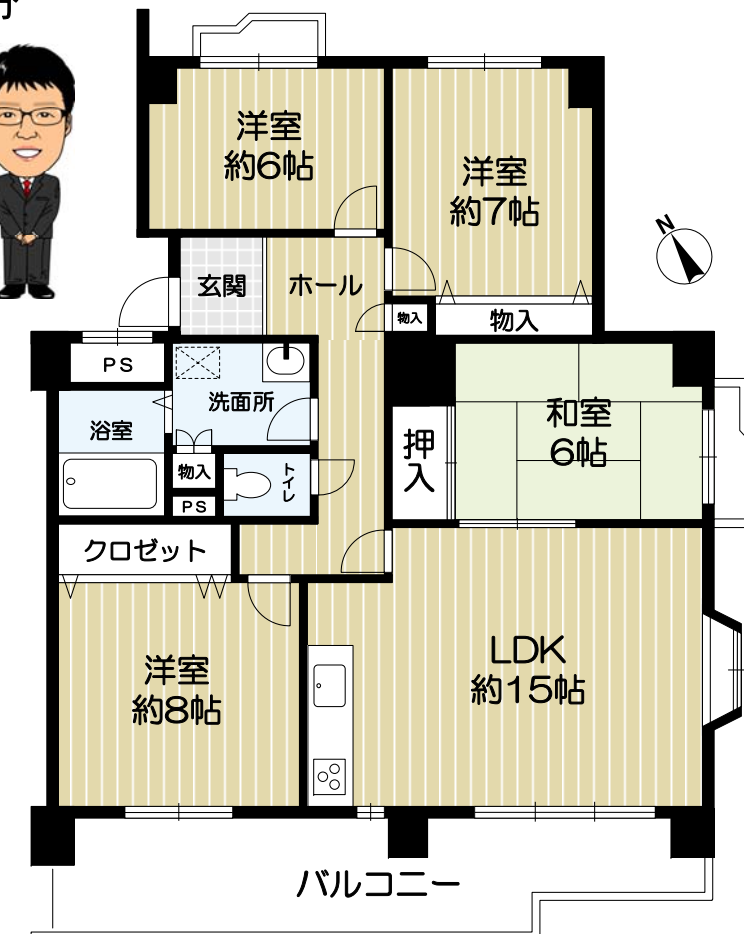 洋室
約6帖
洋室
約7帖
N
玄関
ホール
物入
物入
PS
洗面所
浴室
物入
トイレ
PS
押入
和室
6帖
クロゼット
洋室
約8帖
LDK
約15帖
バルコニー